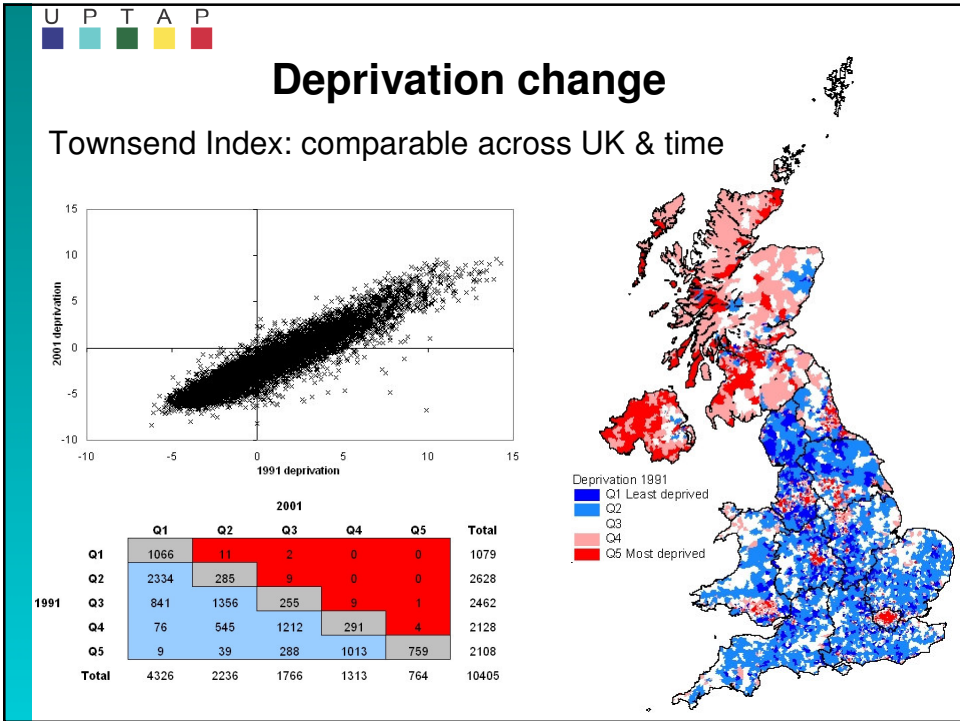 U P T A P
Deprivation change
Townsend Index: comparable across UK & time
15
10
5
0
-5
-10
2001 deprivation
-10 -5 0 5 10 15
1991 deprivation
2001
Q1 Q2 Q3 Q4 Q5 Total
Q1 1066 11 2 0 0 1079
Q2 2334 285 9 0 0 2628
1991 Q3 841 1356 255 9 1 2462
Q4 76 545 1212 291 4 2128
Q5 9 39 288 1013 759 2108
Total 4326 2236 1766 1313 764 10405
Deprivation 1991
Q1 Least deprived
Q2
Q3
Q4
Q5 Most deprived